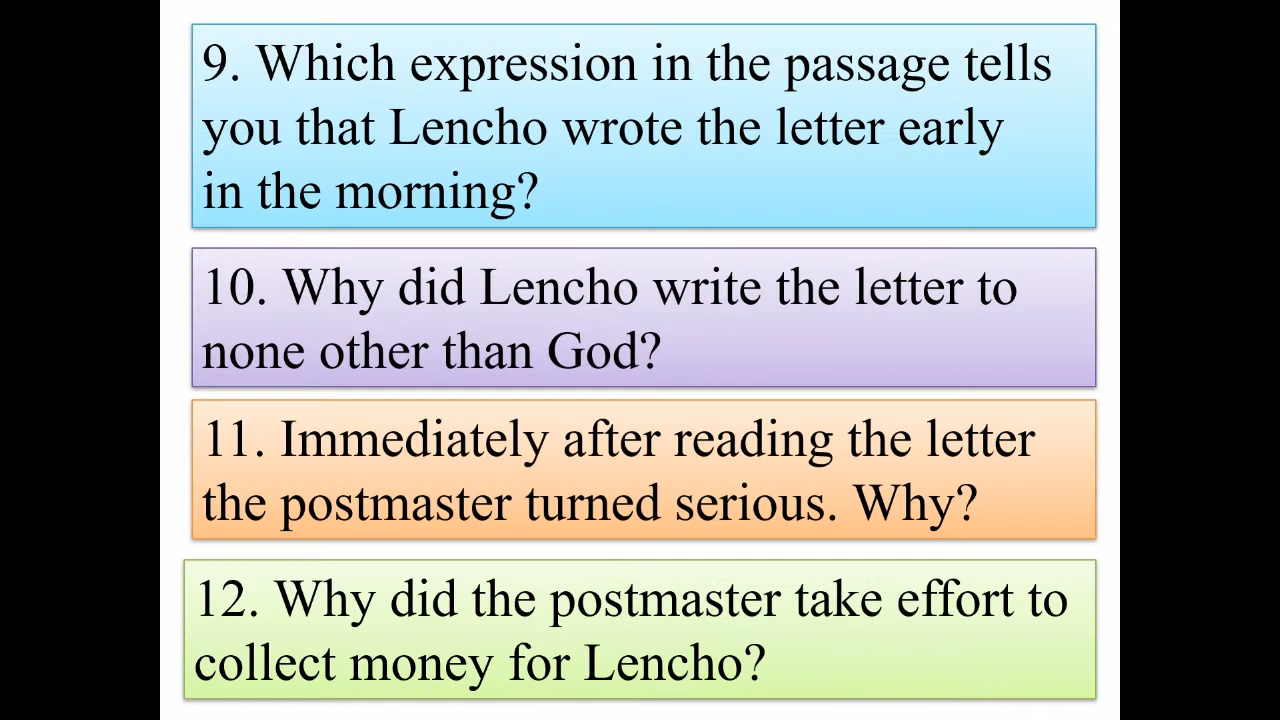 9. Which expression in the passage tells
you that Lencho wrote the letter early
in the morning?
10. Why did Lencho write the letter to
none other than God?
11. Immediately after reading the letter
the postmaster turned serious. Why?
12. Why did the postmaster take effort to
collect money for Lencho?